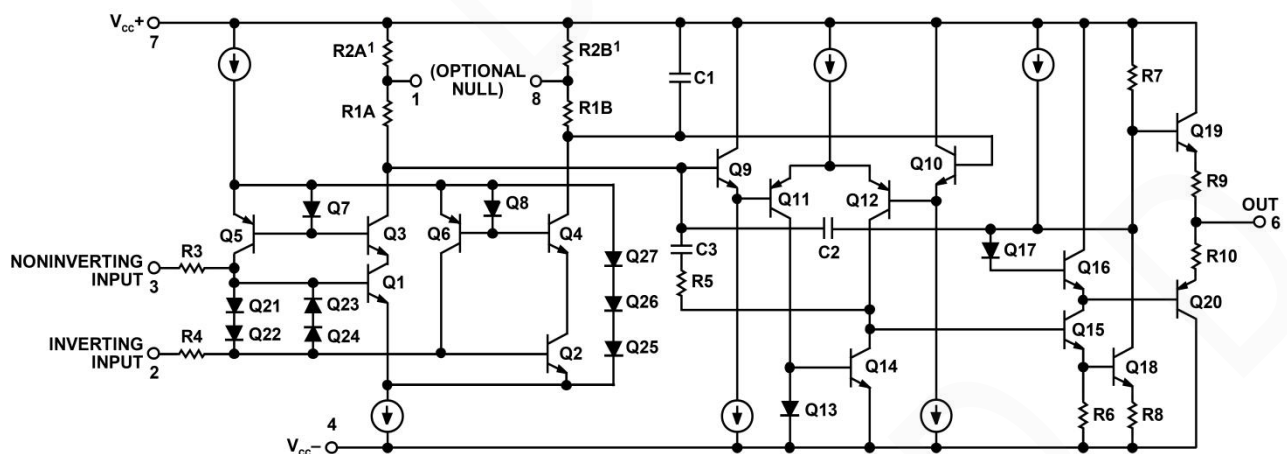 Vcc+
7
R2A¹
R2B¹
(OPTIONAL
NULL)
1
8
R1A
R1B
C1
R7
Q19
Q9
Q10
Q11
Q12
R9
OUT
6
Q7
Q8
Q5
Q3
Q6
Q4
R3
NONINVERTING
INPUT
3
Q1
C3
C2
Q17
Q16
R10
Q27
R5
Q21
Q23
Q26
Q20
Q22
Q24
R4
INVERTING
INPUT
2
Q2
Q25
Q15
Q14
Q18
Q13
R6
R8
4
Vcc–